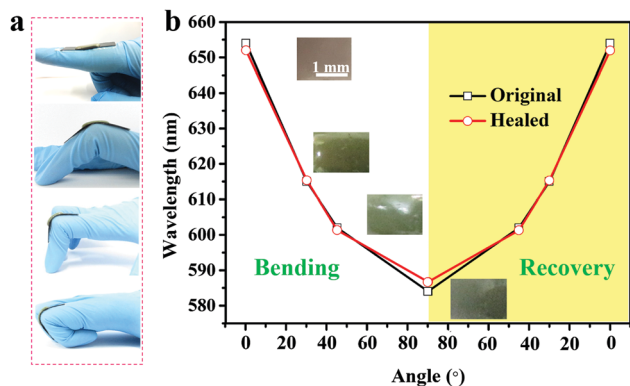 a
b
660
650
640
630
620
610
600
590
580
Wavelength (nm)
1 mm
Original
Healed
Bending
Recovery
0 20 40 60 80 80 60 40 20 0
Angle (°)